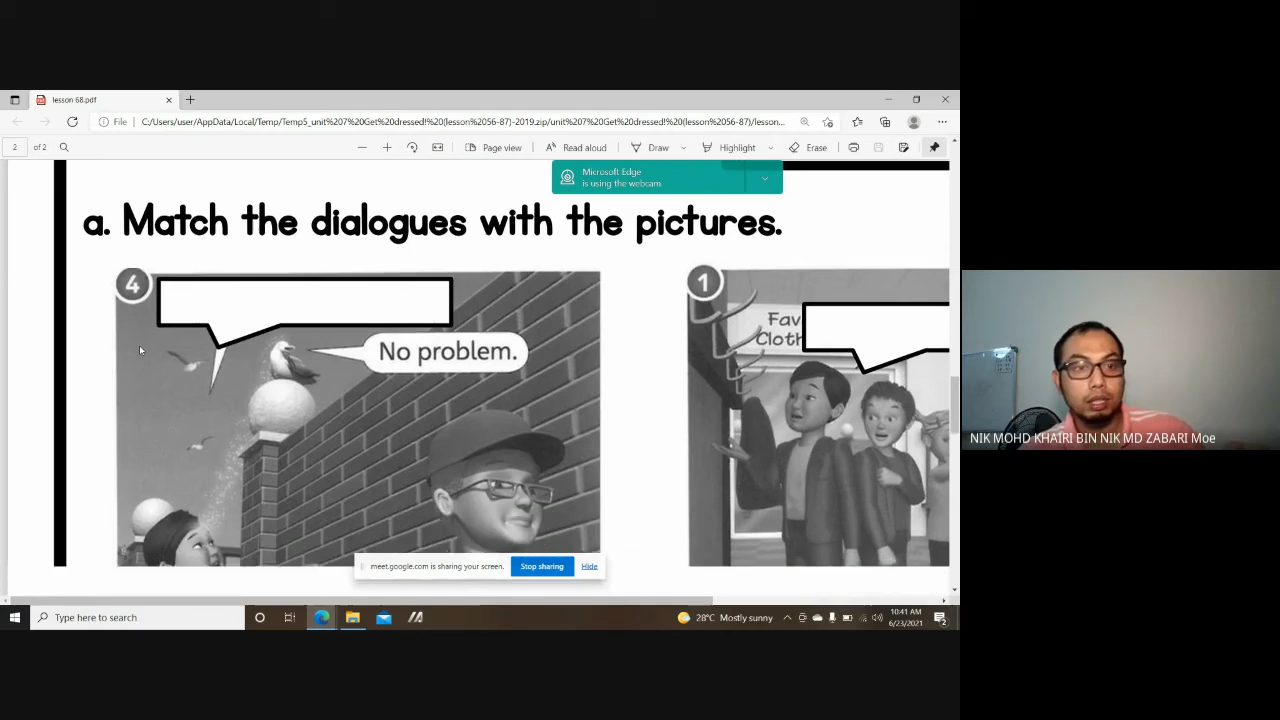 lesson 68.pdf
File
C:/Users/user/AppData/Local/Temp/Temp5_unit%207%20Get%20dressed!%20(lesson%2056-87)-2019.zip/unit%207%20Get%20dressed!%20(lesson%2056-87)/lesson...
2 of 2
Page view
Read aloud
Draw
Highlight
Erase
Microsoft Edge
is using the webcam
a. Match the dialogues with the pictures.
4
No problem.
1
Fav
Cloth
NIK MOHD KHAIRI BIN NIK MD ZABARI Moe
meet.google.com is sharing your screen.
Stop sharing
Hide
Type here to search
28°C Mostly sunny
10:41 AM
6/23/2021
2